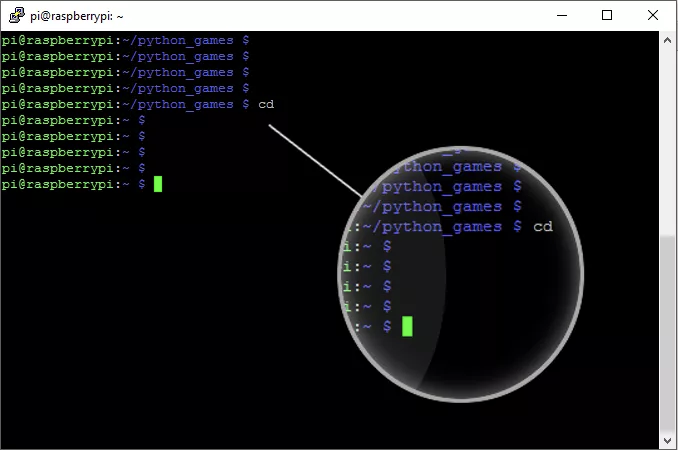 pi@raspberrypi: ~
pi@raspberrypi:~/python_games $
pi@raspberrypi:~/python_games $
pi@raspberrypi:~/python_games $
pi@raspberrypi:~/python_games $
pi@raspberrypi:~/python_games $ cd
pi@raspberrypi:~ $
pi@raspberrypi:~ $
pi@raspberrypi:~ $
pi@raspberrypi:~ $
pi@raspberrypi:~ $
ython_games $
~/python_games $
~/python_games $
:~/python_games $ cd
i:~ $
i:~ $
i:~ $
i:~ $
:~ $